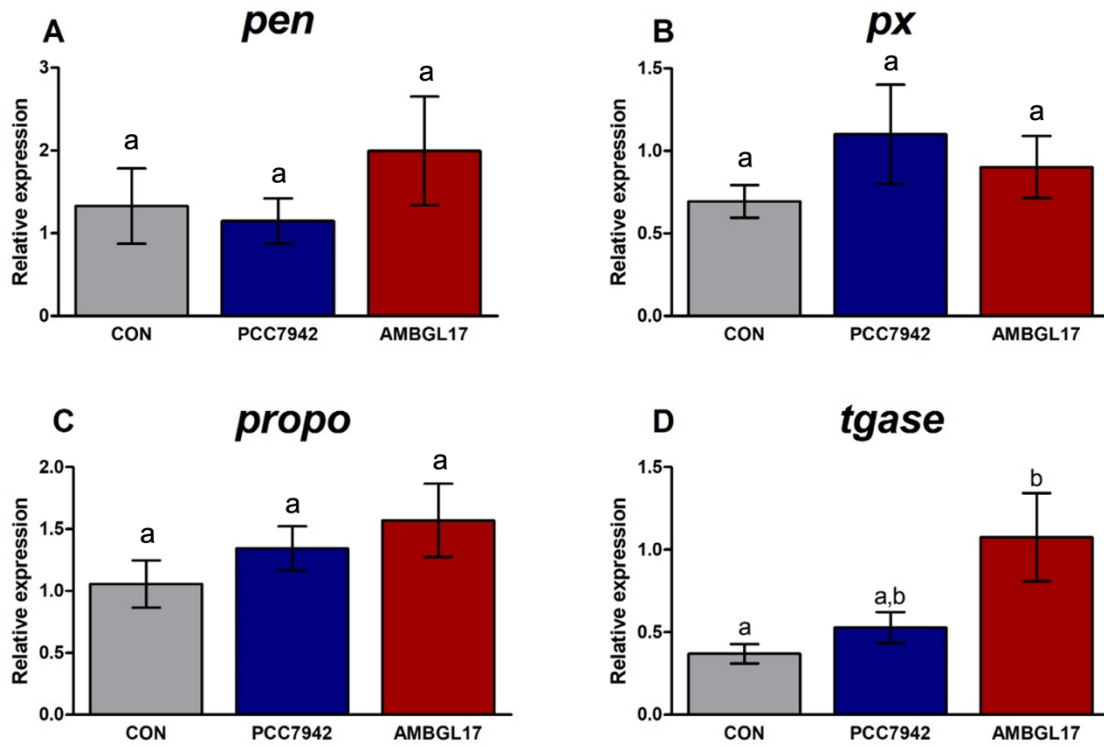 A
pen
3
2
1
0
Relative expression
a
a
a
CON
PCC7942
AMBGL17
B
px
1.5
1.0
0.5
0.0
Relative expression
a
a
a
CON
PCC7942
AMBGL17
C
propo
2.0
1.5
1.0
0.5
0.0
Relative expression
a
a
a
CON
PCC7942
AMBGL17
D
tgase
1.5
1.0
0.5
0.0
Relative expression
a
a,b
b
CON
PCC7942
AMBGL17